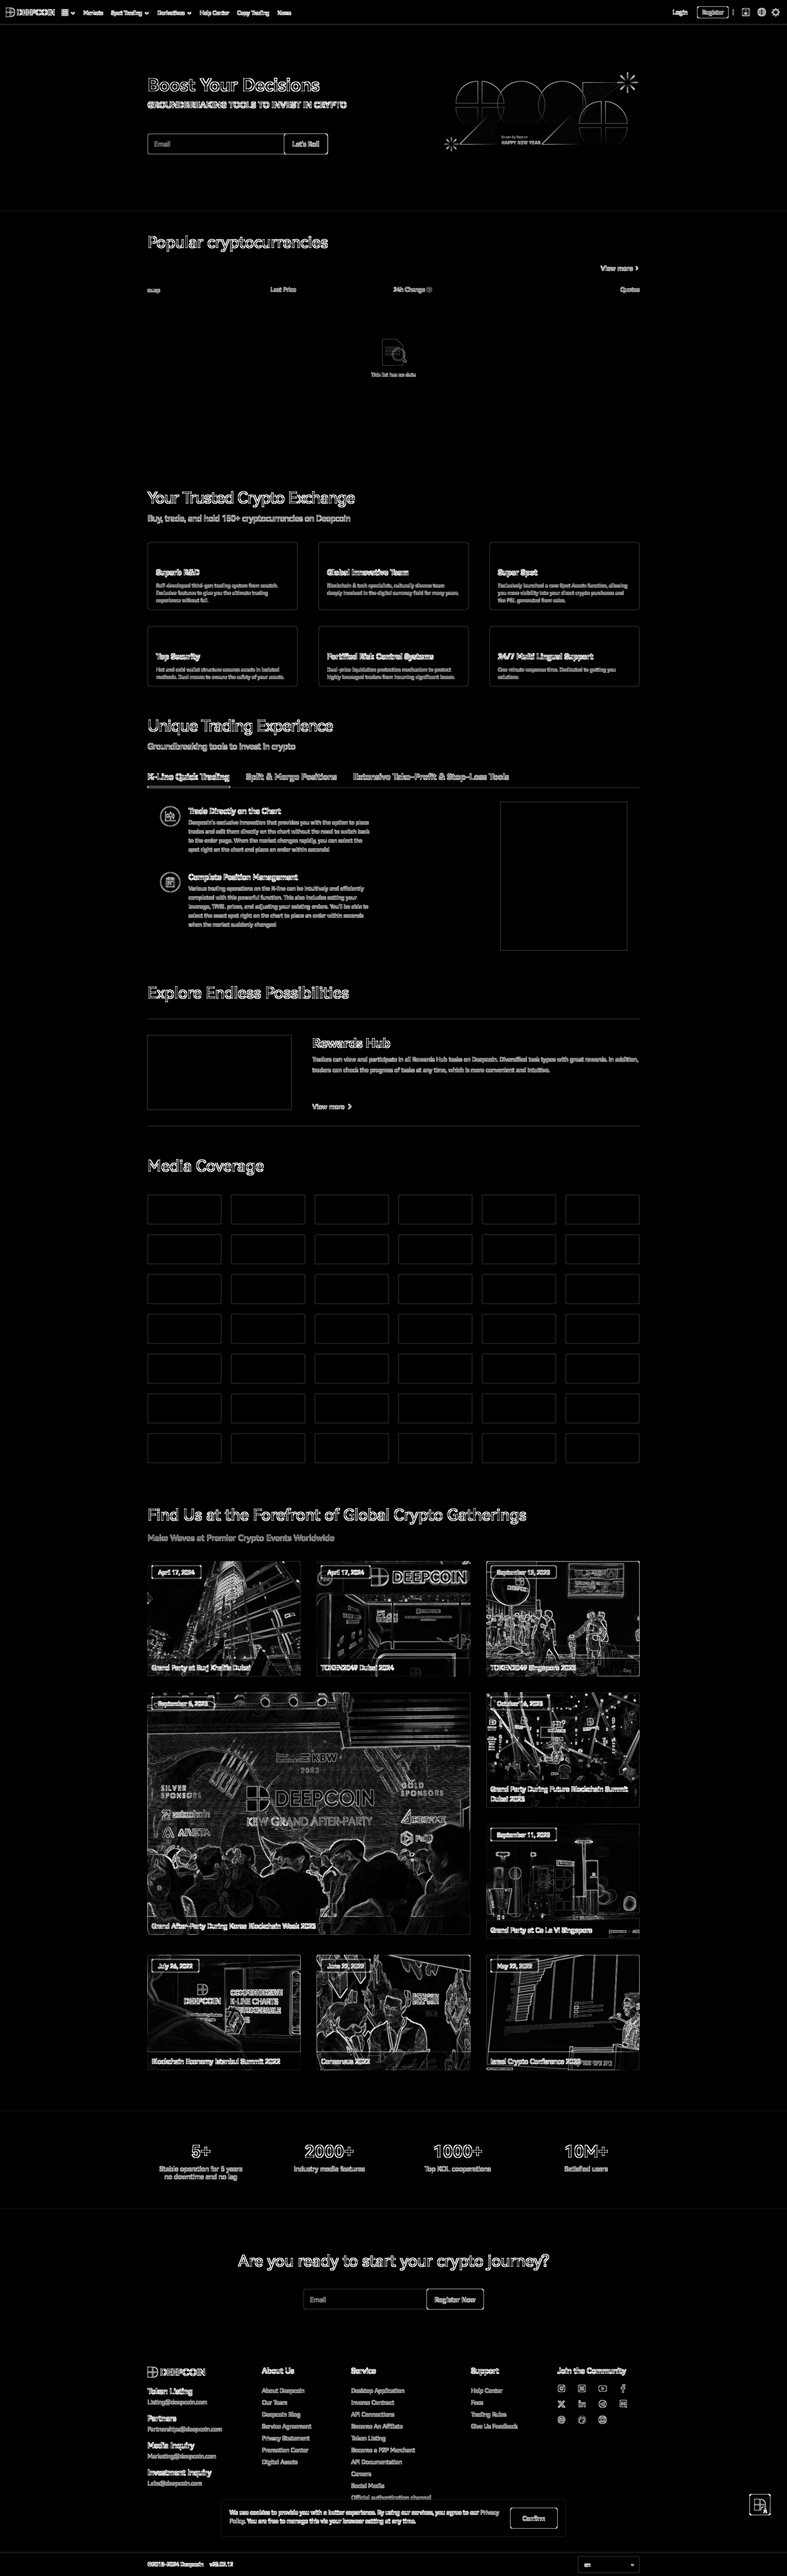 DEEPCOIN Markets Spot Trading Derivatives Help Center Copy Trading News Login Register
Boost Your Decisions
GROUNDBREAKING TOOLS TO INVEST IN CRYPTO
Email Let's Roll
HAPPY NEW YEAR
Popular cryptocurrencies
View more
Last Price 24h Change Quotes
This list has no data
Your Trusted Crypto Exchange
Buy, trade, and hold 150+ cryptocurrencies on Deepcoin
Superb R&D
Self-developed third-gen trading system from scratch.
Exclusive features to give you the ultimate trading
experience without fail.
Global Innovative Team
Blockchain & tech specialists, culturally diverse team
deeply involved in the digital currency field for many years.
Super Spot
Exclusively launched a new Spot Assets function, allowing
you more visibility into your direct crypto purchases and
the P&L generated from sales.
Top Security
Hot and cold wallet structure secures assets in isolated
methods. Dual means to ensure the safety of your assets.
Fortified Risk Control Systems
Dual-price liquidation protection mechanism to protect
highly leveraged traders from incurring significant losses.
24/7 Multi Lingual Support
One-minute response time. Dedicated to getting you
solutions
Unique Trading Experience
Groundbreaking tools to invest in crypto
K-Line Quick Trading Split & Merge Positions Extensive Take-Profit & Stop-Loss Tools
Trade Directly on the Chart
Deepcoin's exclusive innovation that provides you with the option to place
trades and edit them directly on the chart without the need to switch back
to the order page. When the market changes rapidly, you can select the
spot right on the chart and place an order within seconds!
Complete Position Management
Various trading operations on the K-line can be intuitively and efficiently
completed with this powerful function. This also includes setting your
leverage, TP/SL prices, and adjusting your existing orders. You'll be able to
select the exact spot right on the chart to place an order within seconds
when the market suddenly changes!
Explore Endless Possibilities
Rewards Hub
Traders can view and participate in all Rewards Hub tasks on Deepcoin. Diversified task types with great rewards. In addition,
traders can check the progress of tasks at any time, which is more convenient and intuitive.
View more
Media Coverage
Find Us at the Forefront of Global Crypto Gatherings
Make Waves at Premier Crypto Events Worldwide
April 17, 2024
Grand Party at Burj Khalifa Dubai
April 17, 2024
DEEPCOIN
TOKEN2049 Dubai 2024
September 13, 2023
TOKEN2049 Singapore 2023
September 5, 2023
KBW
2023
SILVER SPONSORS
GOLD SPONSORS
DEEPCOIN
KBW GRAND AFTER-PARTY
Grand After-Party During Korea Blockchain Week 2023
October 16, 2023
Grand Party During Future Blockchain Summit
Dubai 2023
September 11, 2023
Grand Party at Ce La Vi Singapore
July 26, 2022
DEEPCOIN
K-LINE CHARTS
Blockchain Economy Istanbul Summit 2022
June 22, 2022
DEEPCOIN
Consensus 2022
May 22, 2022
Israel Crypto Conference 2022
5+
Stable operation for 5 years
no downtime and no lag
2000+
Industry media features
1000+
Top KOL cooperations
10M+
Satisfied users
Are you ready to start your crypto journey?
Email Register Now
DEEPCOIN
Token Listing
Listing@deepcoin.com
Partners
Partnerships@deepcoin.com
Media Inquiry
Marketing@deepcoin.com
Investment Inquiry
Labs@deepcoin.com
About Us
About Deepcoin
Our Team
Deepcoin Blog
Service Agreement
Privacy Statement
Promotion Center
Digital Assets
Service
Desktop Application
Inverse Contract
API Connections
Become An Affiliate
Token Listing
Become a P2P Merchant
API Documentation
Careers
Social Media
Official authentication channel
Support
Help Center
Fees
Trading Rules
Give Us Feedback
Join the Community
We use cookies to provide you with a better experience. By using our services, you agree to our Privacy
Policy. You are free to manage this via your browser setting at any time.
Confirm
©2018-2024 Deepcoin
en